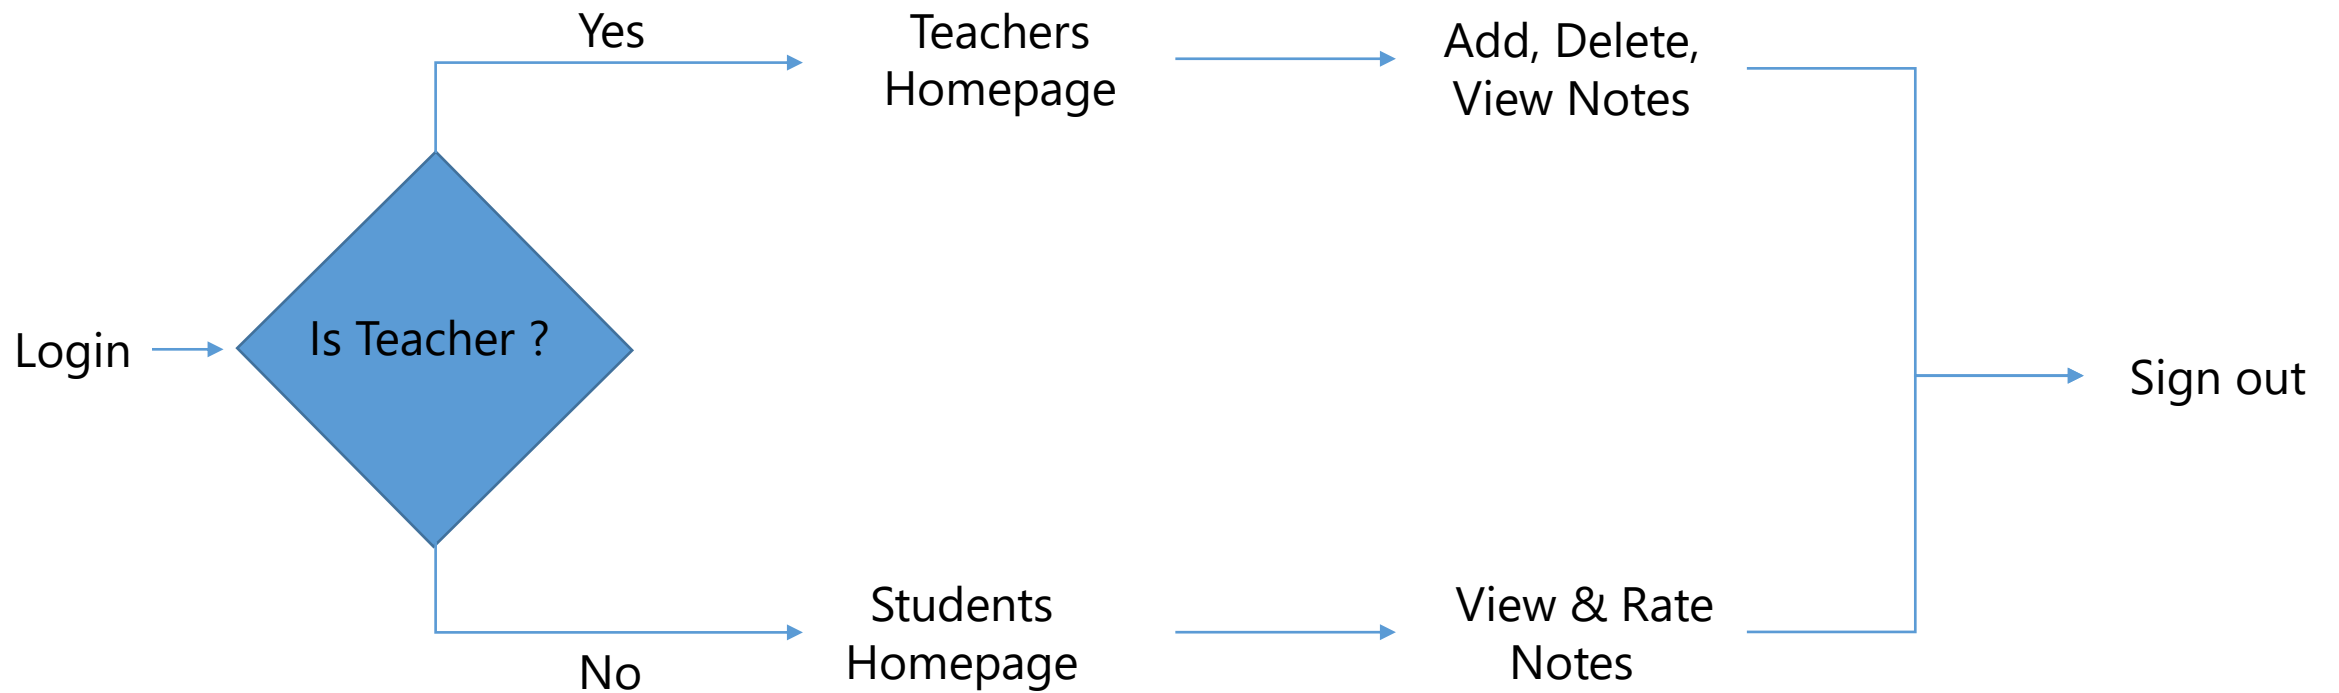 Yes
Teachers
Homepage
Add, Delete,
View Notes
Login
Is Teacher ?
Sign out
No
Students
Homepage
View & Rate
Notes